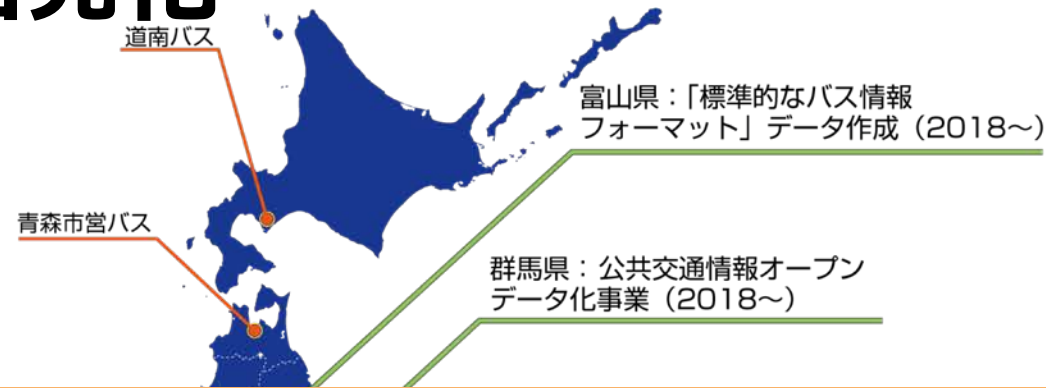 道南バス
富山県：「標準的なバス情報
フォーマット」データ作成（2018〜）
青森市営バス
群馬県：公共交通情報オープン
データ化事業（2018〜）